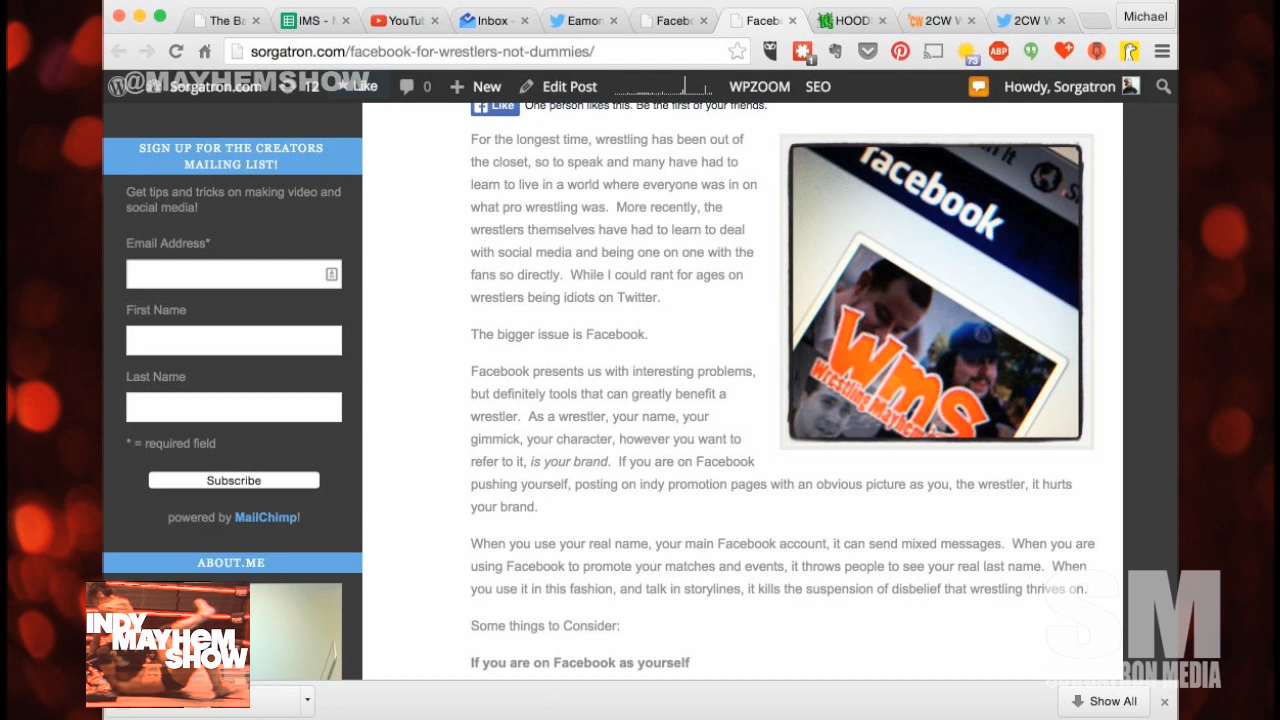 The Ba
IMS - M
YouTu
Inbox -
Eamon
Faceb
Faceb
HOOD
2CW W
2CW W
Michael
sorgatron.com/facebook-for-wrestlers-not-dummies/
1
73
ABP
@MAYHEMSHOW
Sorgatron.com
12
Like
0
New
Edit Post
WPZOOM
SEO
Howdy, Sorgatron
SIGN UP FOR THE CREATORS
MAILING LIST!
Get tips and tricks on making video and
social media!
Email Address*
First Name
Last Name
* = required field
Subscribe
powered by MailChimp!
ABOUT.ME
Like One person likes this. Be the first of your friends.
For the longest time, wrestling has been out of
the closet, so to speak and many have had to
learn to live in a world where everyone was in on
what pro wrestling was. More recently, the
wrestlers themselves have had to learn to deal
with social media and being one on one with the
fans so directly. While I could rant for ages on
wrestlers being idiots on Twitter.
The bigger issue is Facebook.
Facebook presents us with interesting problems,
but definitely tools that can greatly benefit a
wrestler. As a wrestler, your name, your
gimmick, your character, however you want to
refer to it, is your brand. If you are on Facebook
pushing yourself, posting on indy promotion pages with an obvious picture as you, the wrestler, it hurts
your brand.
When you use your real name, your main Facebook account, it can send mixed messages. When you are
using Facebook to promote your matches and events, it throws people to see your real last name. When
you use it in this fashion, and talk in storylines, it kills the suspension of disbelief that wrestling thrives on.
Some things to Consider:
If you are on Facebook as yourself
facebook
wms
INDY
MAYHEM
SHOW
SM
SORGATRON MEDIA
Show All